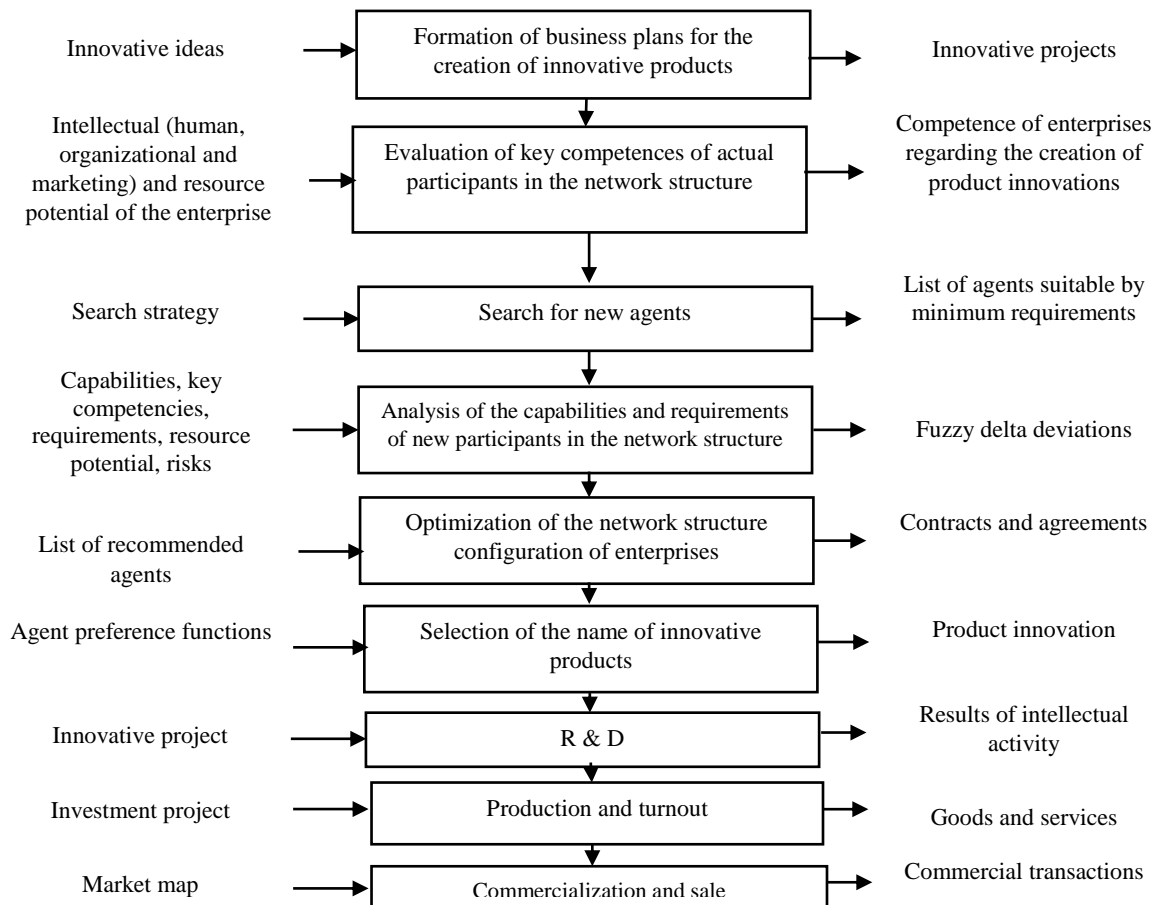 Innovative ideas
Formation of business plans for the
creation of innovative products
Innovative projects
Intellectual (human,
organizational and
marketing) and resource
potential of the enterprise
Evaluation of key competences of actual
participants in the network structure
Competence of enterprises
regarding the creation of
product innovations
Search strategy
Search for new agents
List of agents suitable by
minimum requirements
Capabilities, key
competencies,
requirements, resource
potential, risks
Analysis of the capabilities and requirements
of new participants in the network structure
Fuzzy delta deviations
List of recommended
agents
Optimization of the network structure
configuration of enterprises
Contracts and agreements
Agent preference functions
Selection of the name of innovative
products
Product innovation
Innovative project
R & D
Results of intellectual
activity
Investment project
Production and turnout
Goods and services
Market map
Commercialization and sale
Commercial transactions